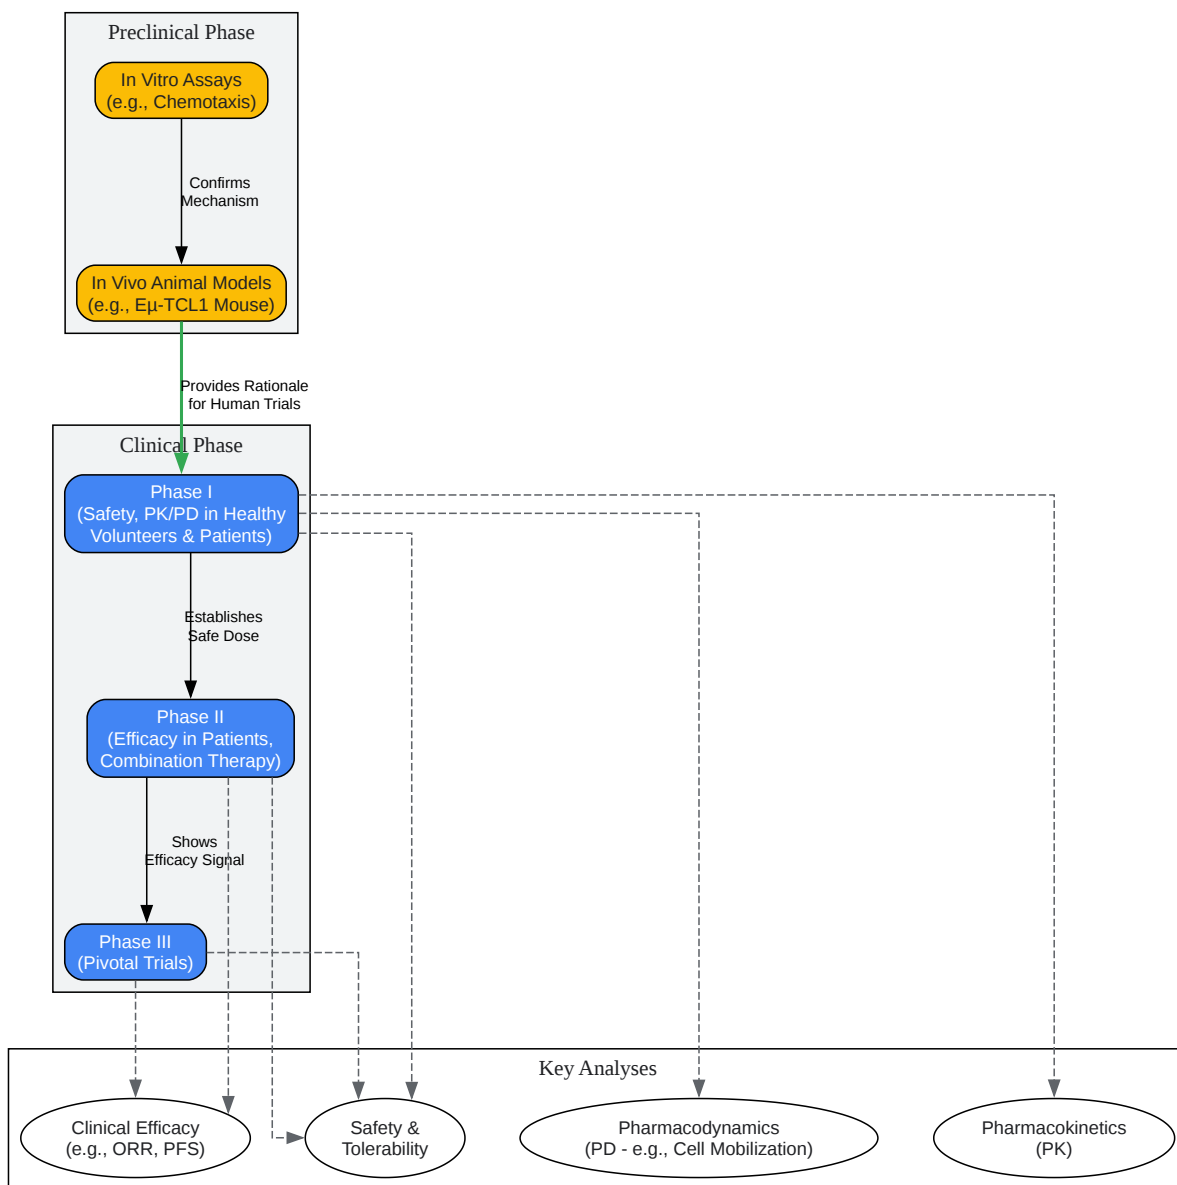 Preclinical Phase
In Vitro Assays
(e.g., Chemotaxis)
Confirms
Mechanism
In Vivo Animal Models
(e.g., Eµ-TCL1 Mouse)
Provides Rationale
for Human Trials
Clinical Phase
Phase I
(Safety, PK/PD in Healthy
Volunteers & Patients)
Establishes
Safe Dose
Phase II
(Efficacy in Patients,
Combination Therapy)
Shows
Efficacy Signal
Phase III
(Pivotal Trials)
Key Analyses
Clinical Efficacy
(e.g., ORR, PFS)
Safety &
Tolerability
Pharmacodynamics
(PD - e.g., Cell Mobilization)
Pharmacokinetics
(PK)